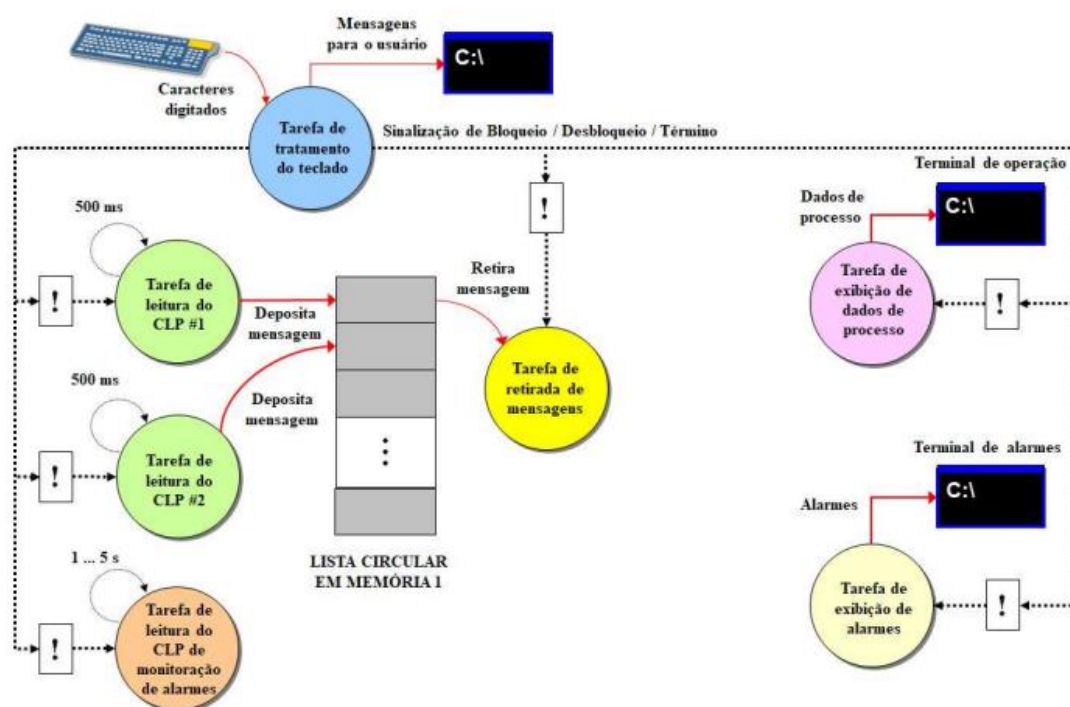 Mensagens
para o usuário
C:\
Caracteres
digitados
Tarefa de
tratamento
do teclado
Sinalização de Bloqueio / Desbloqueio / Término
Terminal de operação
Dados de
processo
C:\
!
500 ms
Tarefa de
leitura do
CLP #1
!
Deposita
mensagem
Retira
mensagem
Tarefa de
exibição de
dados de
processo
!
500 ms
Tarefa de
leitura do
CLP #2
!
Deposita
mensagem
Tarefa de
retirada de
mensagens
Terminal de alarmes
C:\
Alarmes
1 ... 5 s
LISTA CIRCULAR
EM MEMÓRIA 1
Tarefa de
leitura do
CLP de
monitoração
de alarmes
!
Tarefa de
exibição de
alarmes
!